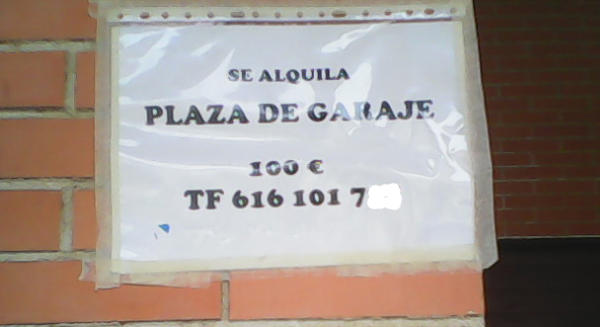 SE ALQUILA
PLAZA DE GARAJE
100 €
TF 616 101 7